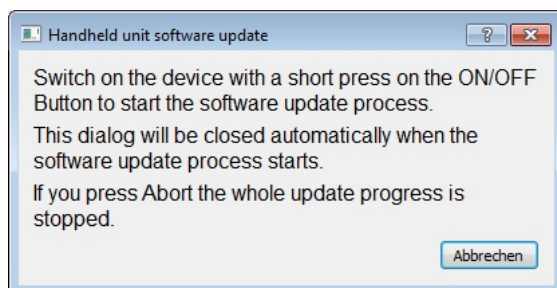 Handheld unit software update
Switch on the device with a short press on the ON/OFF
Button to start the software update process.
This dialog will be closed automatically when the
software update process starts.
If you press Abort the whole update progress is
stopped.
Abbrechen